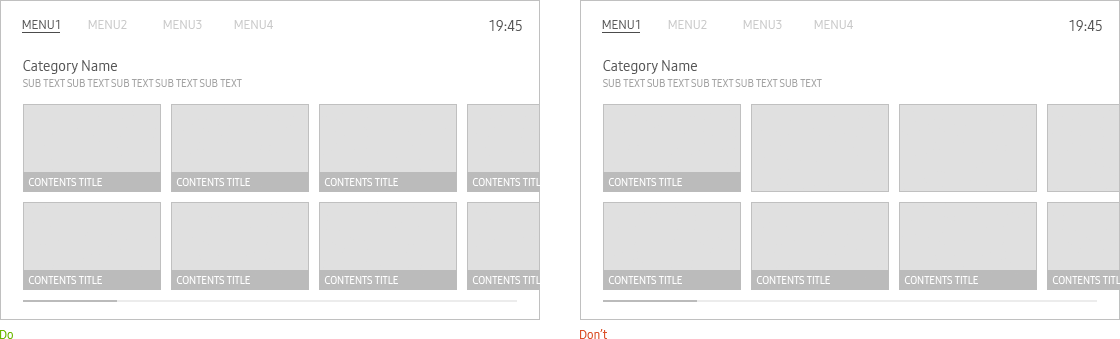 MENU1 MENU2 MENU3 MENU4 19:45
Category Name
SUB TEXT SUB TEXT SUB TEXT SUB TEXT SUB TEXT
CONTENTS TITLE CONTENTS TITLE CONTENTS TITLE CONTENTS TITL
CONTENTS TITLE CONTENTS TITLE CONTENTS TITLE CONTENTS TITL
Do
MENU1 MENU2 MENU3 MENU4 19:45
Category Name
SUB TEXT SUB TEXT SUB TEXT SUB TEXT SUB TEXT
CONTENTS TITLE
CONTENTS TITLE CONTENTS TITLE CONTENTS TITLE CONTENTS TITL
Don't